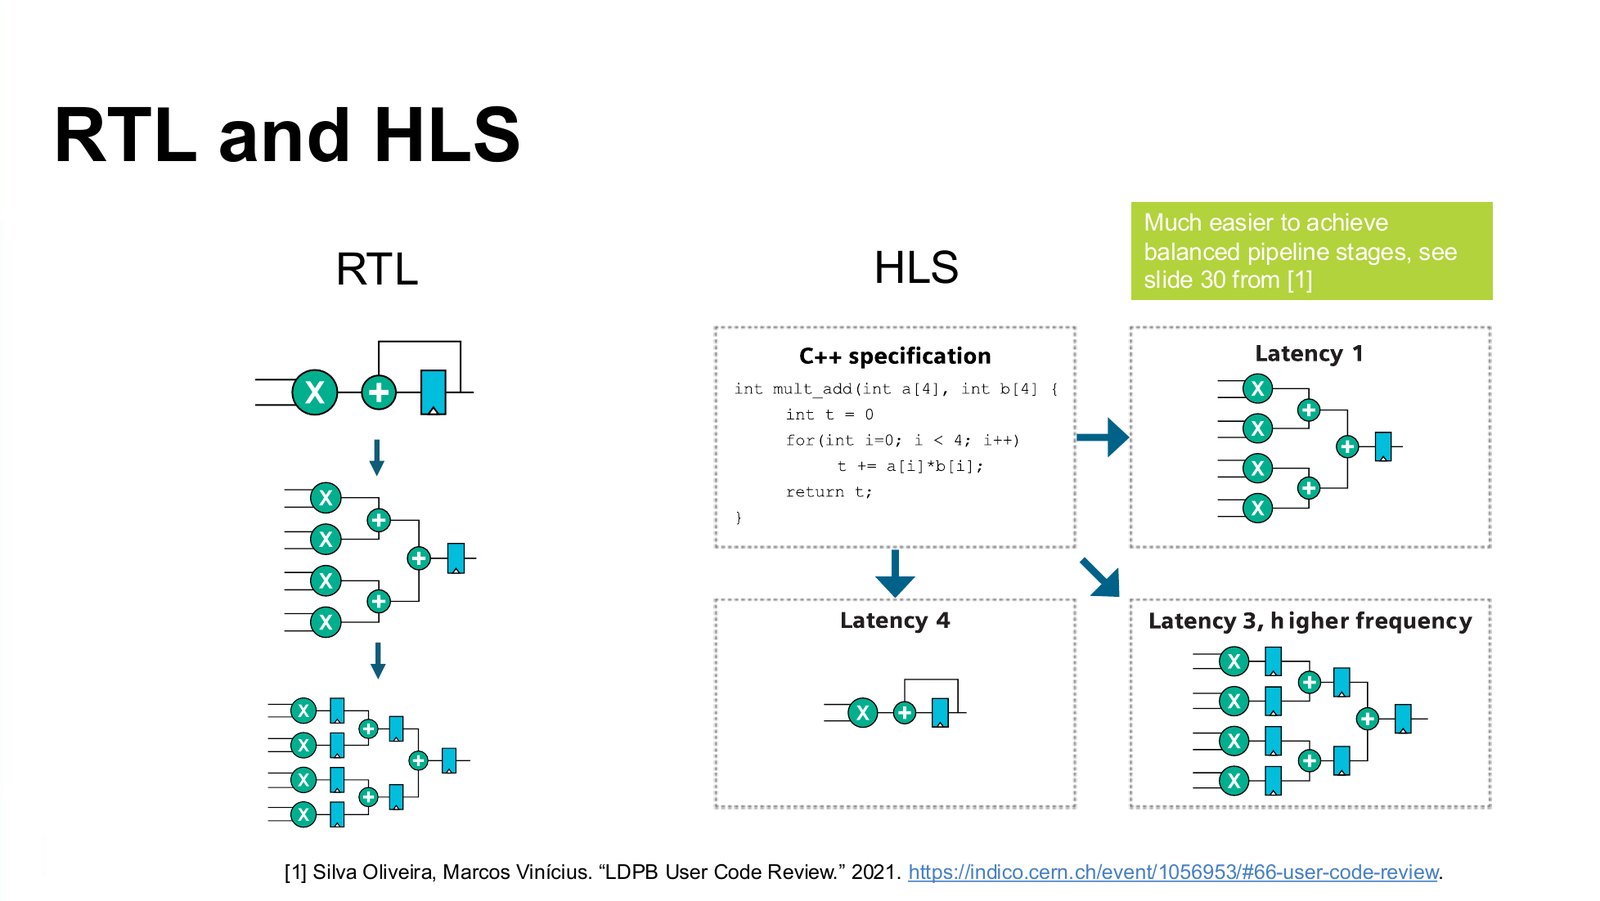 RTL and HLS
RTL
X
+
X
X
X
X
+
+
+
X
X
X
X
+
+
+
HLS
Much easier to achieve
balanced pipeline stages, see
slide 30 from [1]
C++ specification
int mult_add(int a[4], int b[4] {
int t = 0
for(int i=0; i < 4; i++)
t += a[i]*b[i];
return t;
}
Latency 1
X
X
X
X
+
+
+
Latency 4
X
+
Latency 3, higher frequency
X
X
X
X
+
+
+
[1] Silva Oliveira, Marcos Vinícius. “LDPB User Code Review.” 2021. https://indico.cern.ch/event/1056953/#66-user-code-review.